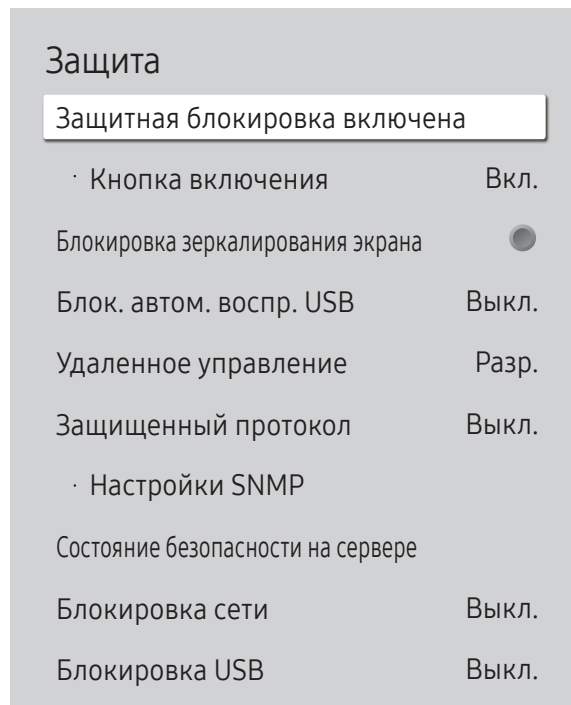 Защита
Защитная блокировка включена
· Кнопка включения Вкл.
Блокировка зеркалирования экрана
Блок. автом. воспр. USB Выкл.
Удаленное управление Разр.
Защищенный протокол Выкл.
· Настройки SNMP
Состояние безопасности на сервере
Блокировка сети Выкл.
Блокировка USB Выкл.